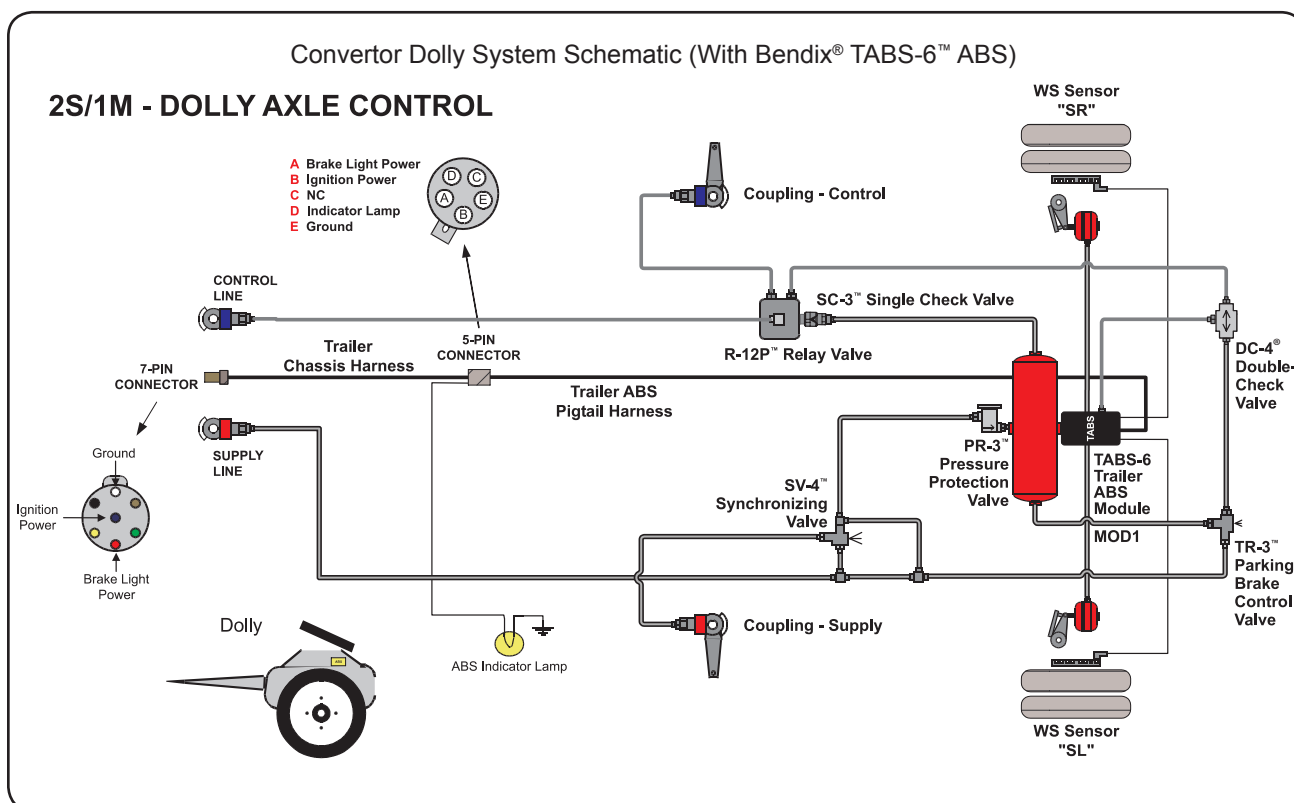 Convertor Dolly System Schematic (With Bendix® TABS-6™ ABS)
2S/1M - DOLLY AXLE CONTROL
WS Sensor
"SR"
A Brake Light Power
B Ignition Power
C NC
D Indicator Lamp
E Ground
D
C
A
E
B
Coupling - Control
CONTROL
LINE
SC-3™ Single Check Valve
R-12P™ Relay Valve
5-PIN
CONNECTOR
7-PIN
CONNECTOR
Trailer
Chassis Harness
Trailer ABS
Pigtail Harness
DC-4®
Double-
Check
Valve
SUPPLY
LINE
TABS
PR-3™
Pressure
Protection
Valve
TABS-6
Trailer
ABS
Module
MOD1
SV-4™
Synchronizing
Valve
TR-3™
Parking
Brake
Control
Valve
Ground
Ignition
Power
Brake Light
Power
Dolly
ABS
ABS Indicator Lamp
Coupling - Supply
WS Sensor
"SL"